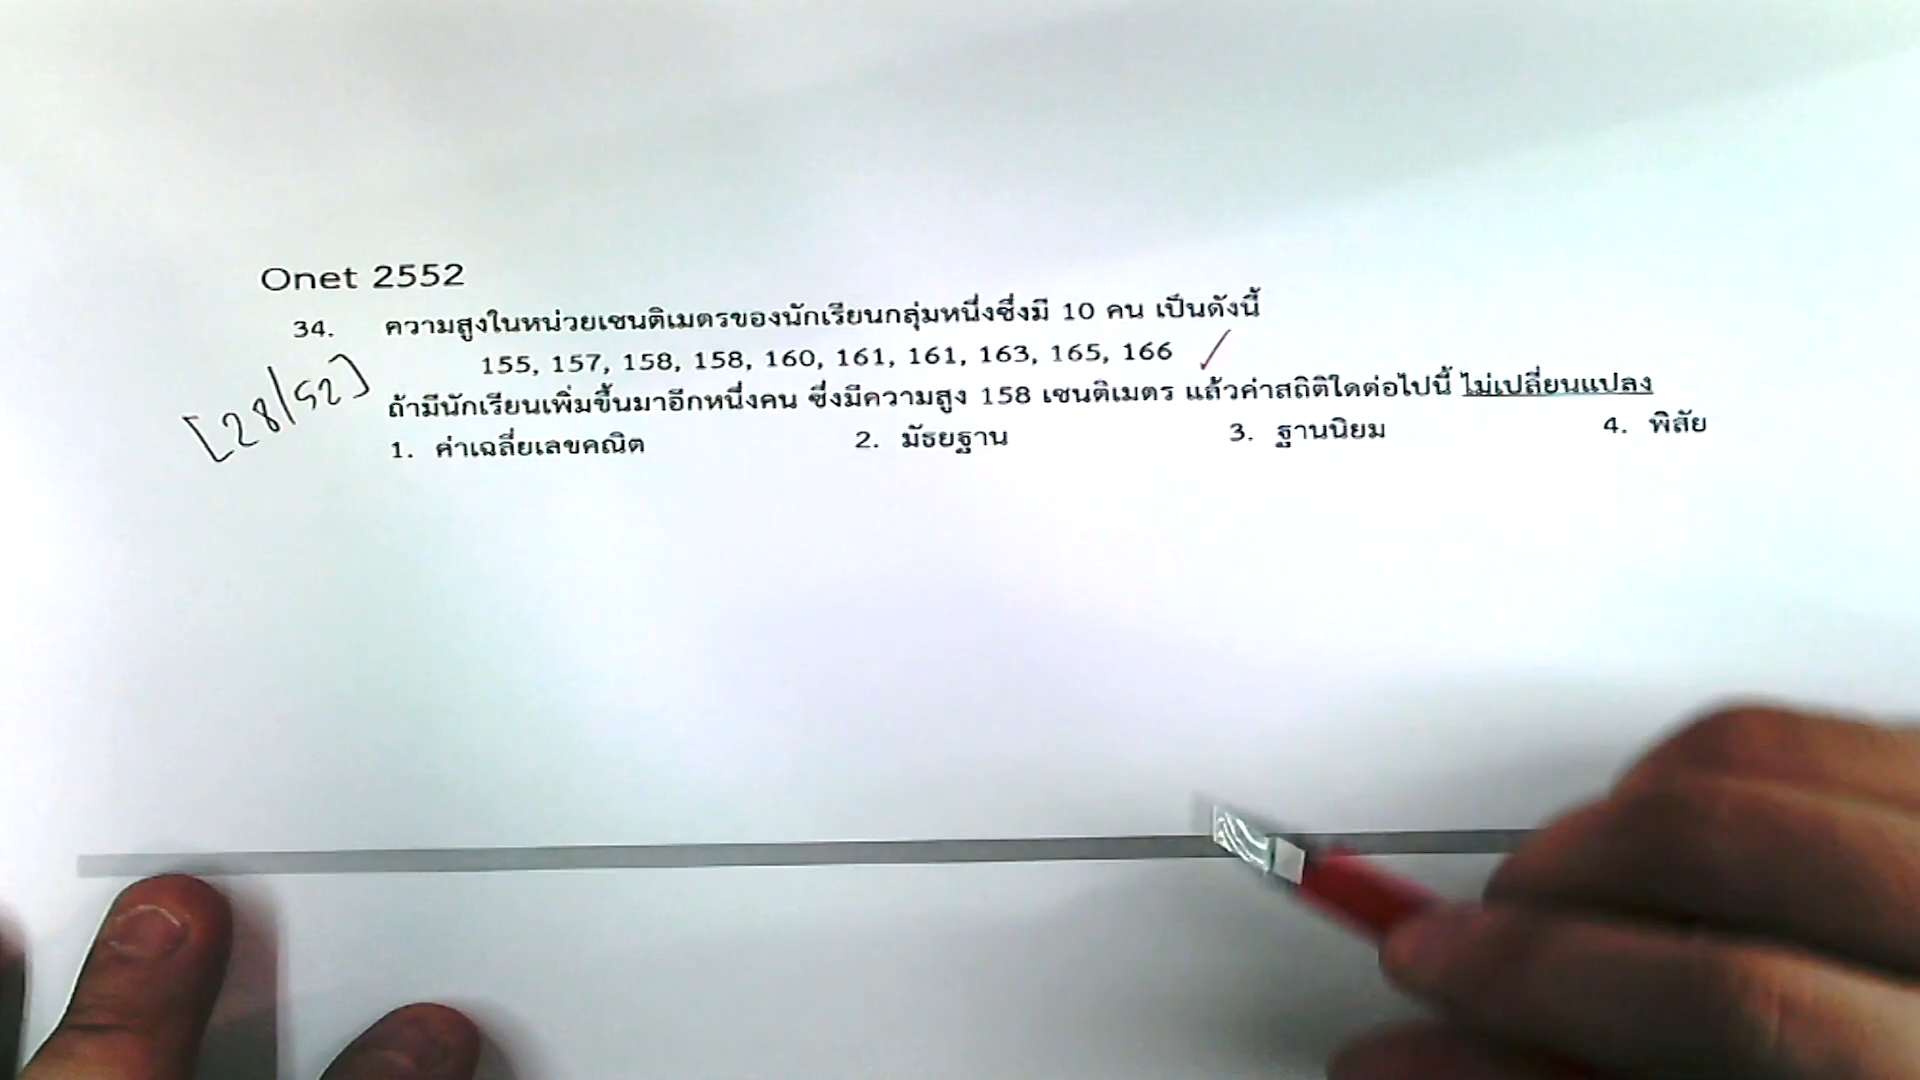 Onet 2552
34. ความสูงในหน่วยเซนติเมตรของนักเรียนกลุ่มหนึ่งซึ่งมี 10 คน เป็นดังนี้
155, 157, 158, 158, 160, 161, 161, 163, 165, 166
[28/52]
ถ้ามีนักเรียนเพิ่มขึ้นมาอีกหนึ่งคน ซึ่งมีความสูง 158 เซนติเมตร แล้วค่าสถิติใดต่อไปนี้ ไม่เปลี่ยนแปลง
1. ค่าเฉลี่ยเลขคณิต 2. มัธยฐาน 3. ฐานนิยม 4. พิสัย